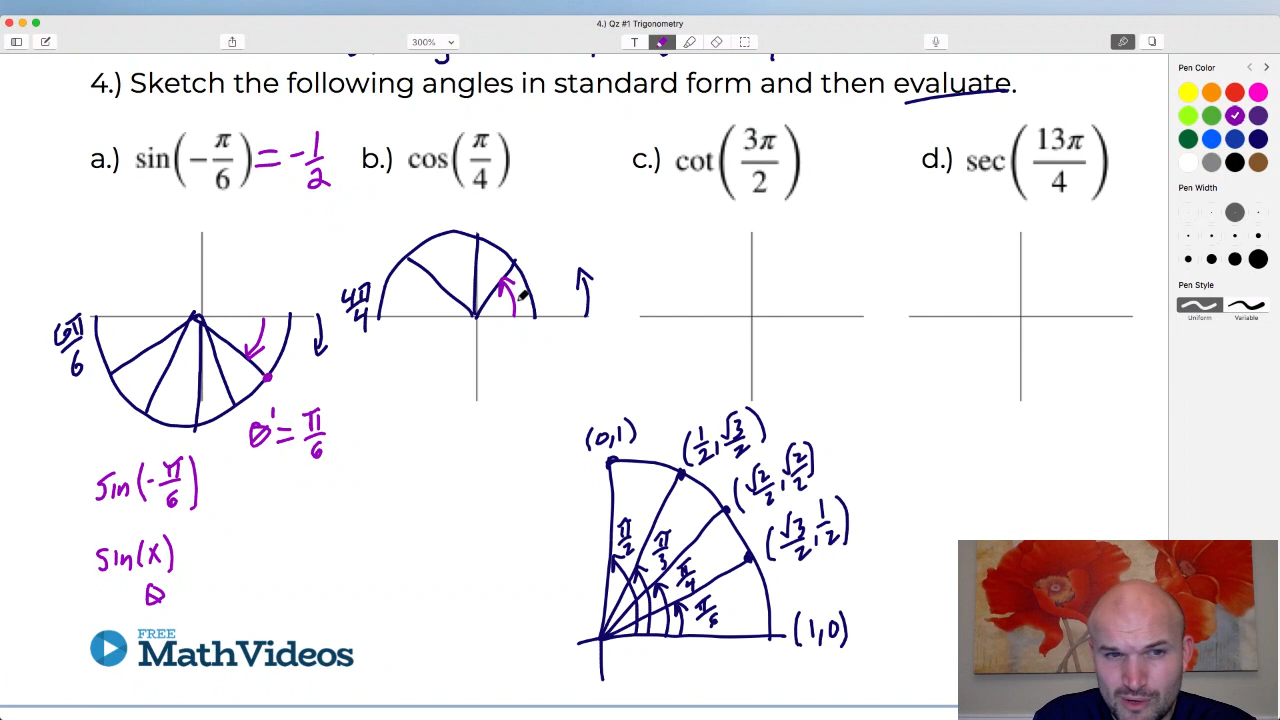 4.) Qz #1 Trigonometry
300%
T
Pen Color
4.) Sketch the following angles in standard form and then evaluate.
a.) sin(-π/6) = -1/2
b.) cos(π/4)
c.) cot(3π/2)
d.) sec(13π/4)
Pen Width
Pen Style
Uniform
Variable
6π/6
4π/4
θ' = π/6
sin(-π/6)
sin(x)
θ
(0,1)
(1/2, √3/2)
(√2/2, √2/2)
(√3/2, 1/2)
π/2
π/3
π/4
(1,0)
FREE
MathVideos